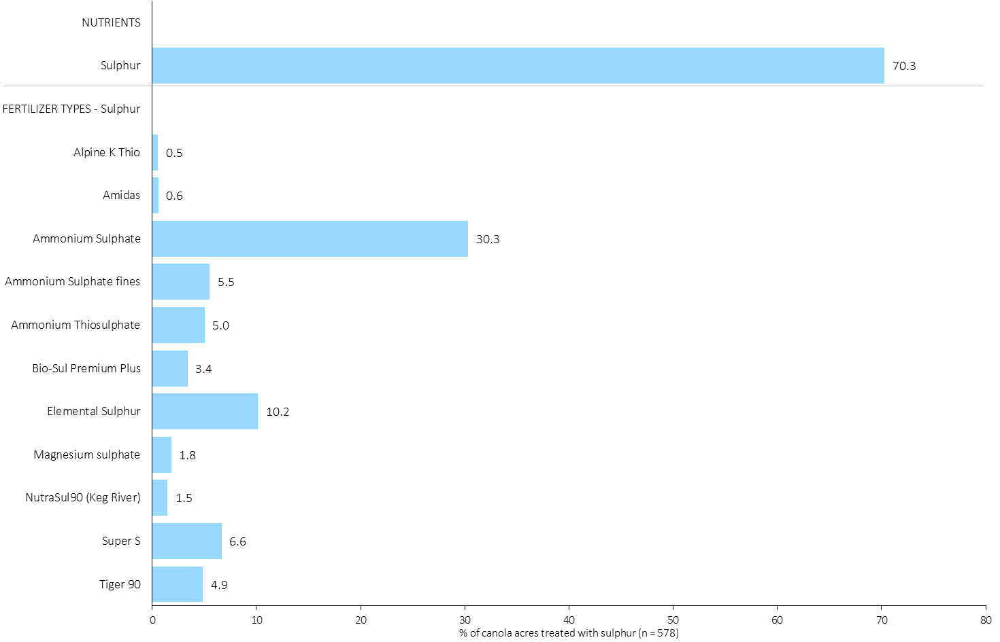 NUTRIENTS
Sulphur 70.3
FERTILIZER TYPES - Sulphur
Alpine K Thio 0.5
Amidas 0.6
Ammonium Sulphate 30.3
Ammonium Sulphate fines 5.5
Ammonium Thiosulphate 5.0
Bio-Sul Premium Plus 3.4
Elemental Sulphur 10.2
Magnesium sulphate 1.8
NutraSul90 (Keg River) 1.5
Super S 6.6
Tiger 90 4.9
0 10 20 30 40 50 60 70 80
% of canola acres treated with sulphur (n = 578)